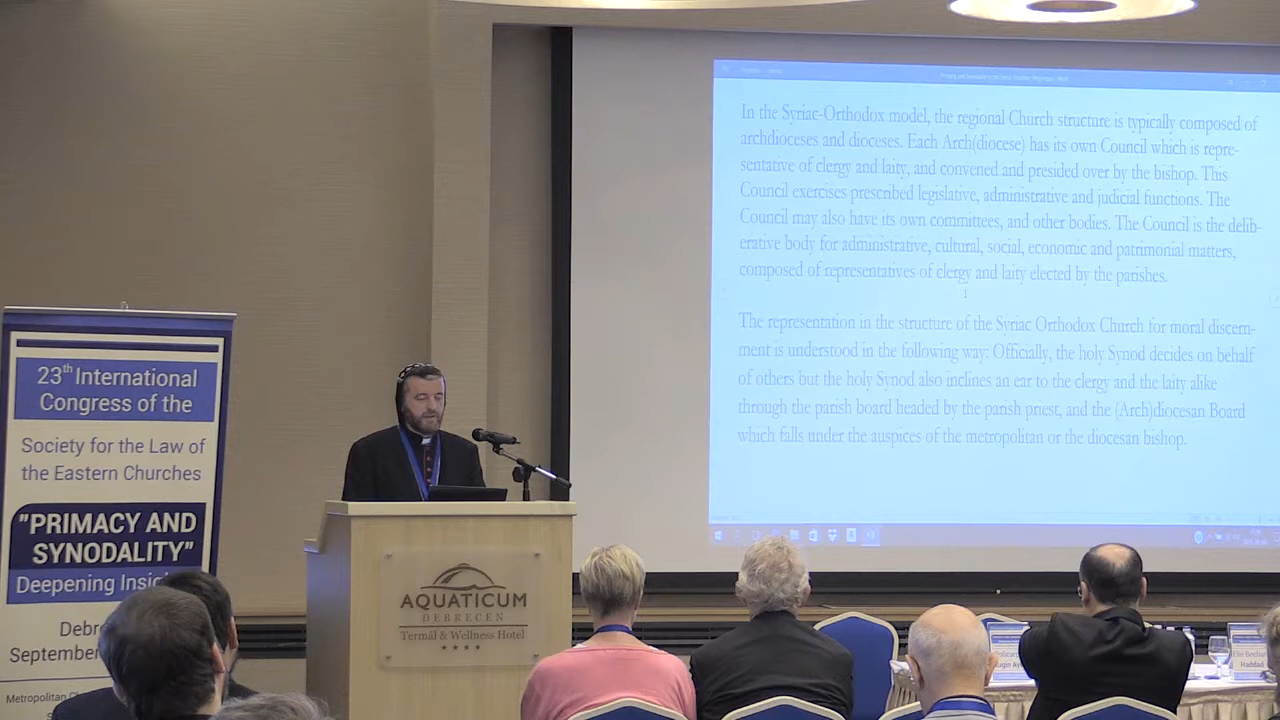 In the Syriac-Orthodox model, the regional Church structure is typically composed of
archdioceses and dioceses. Each Arch(diocese) has its own Council which is repre-
sentative of clergy and laity, and convened and presided over by the bishop. This
Council exercises prescribed legislative, administrative and judicial functions. The
Council may also have its own committees, and other bodies. The Council is the delib-
erative body for administrative, cultural, social, economic and patrimonial matters,
composed of representatives of clergy and laity elected by the parishes.
The representation in the structure of the Syriac Orthodox Church for moral discern-
ment is understood in the following way: Officially, the holy Synod decides on behalf
of others but the holy Synod also inclines an ear to the clergy and the laity alike
through the parish board headed by the parish priest, and the (Arch)diocesan Board
which falls under the auspices of the metropolitan or the diocesan bishop.
23th International
Congress of the
Society for the Law of
the Eastern Churches
"PRIMACY AND
SYNODALITY"
Deepening Insig
Debre
September
Metropolitan
AQUATICUM
DEBRECEN
Termál & Wellness Hotel
Haddad